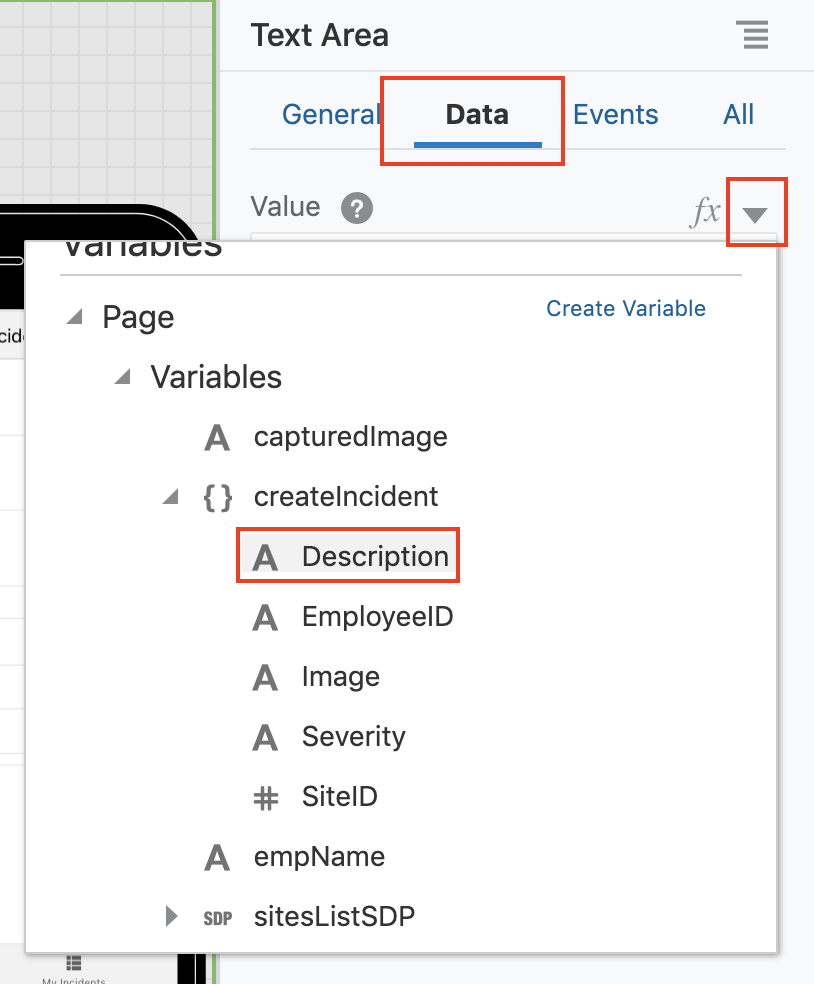 Text Area
General
Data
Events
All
Value ?
fx
Variables
Page
Create Variable
Variables
A capturedImage
{} createIncident
A Description
A EmployeeID
A Image
A Severity
# SiteID
A empName
SDP sitesListSDP
My Incidents